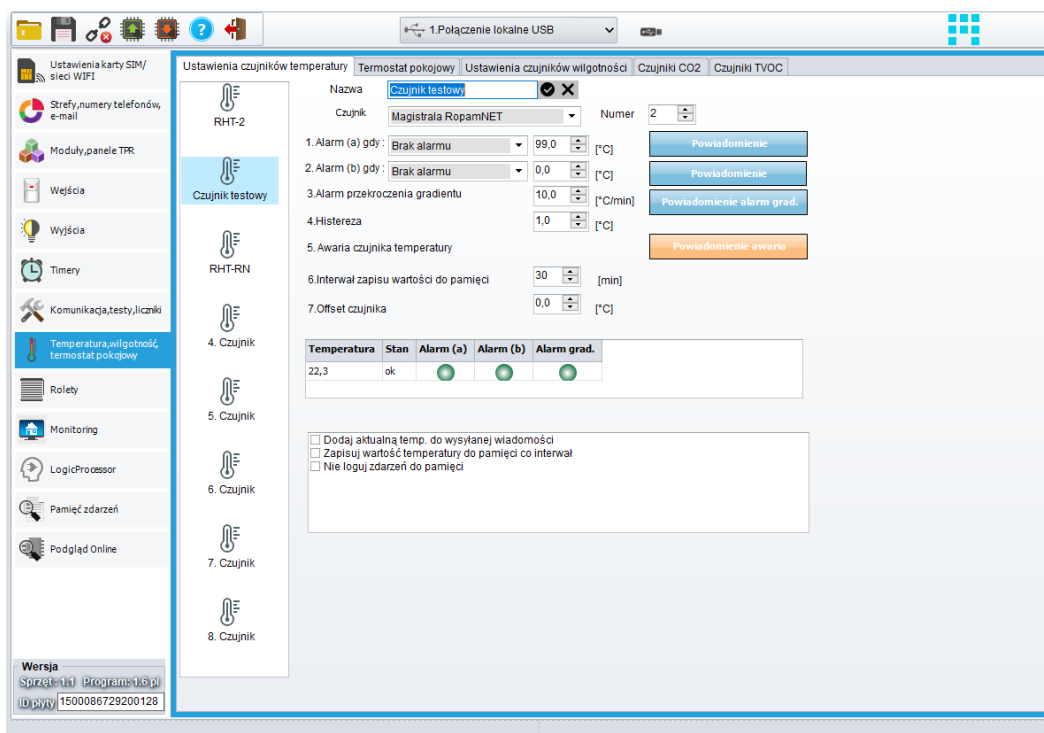 1.Połączenie lokalne USB
Ustawienia karty SIM/
sieci WIFI
Strefy,numery telefonów,
e-mail
Moduły,panele TPR
Wejścia
Wyjścia
Timery
Komunikacja,testy,liczniki
Temperatura,wilgotność,
termostat pokojowy
Rolety
Monitoring
LogicProcessor
Pamięć zdarzeń
Podgląd Online
Wersja
Sprzęt: 1.1 Program: 1.6 pl
ID płyty 1500086729200128
Ustawienia czujników temperatury Termostat pokojowy Ustawienia czujników wilgotności Czujniki CO2 Czujniki TVOC
RHT-2
Czujnik testowy
RHT-RN
4. Czujnik
5. Czujnik
6. Czujnik
7. Czujnik
8. Czujnik
Nazwa Czujnik testowy
Czujnik Magistrala RopamNET Numer 2
1. Alarm (a) gdy : Brak alarmu 99,0 [°C] Powiadomienie
2. Alarm (b) gdy : Brak alarmu 0,0 [°C] Powiadomienie
3.Alarm przekroczenia gradientu 10,0 [°C/min] Powiadomienie alarm grad.
4.Histereza 1,0 [°C]
5. Awaria czujnika temperatury Powiadomienie awaria
6.Interwał zapisu wartości do pamięci 30 [min]
7.Offset czujnika 0,0 [°C]
Temperatura Stan Alarm (a) Alarm (b) Alarm grad.
22,3 ok
Dodaj aktualną temp. do wysyłanej wiadomości
Zapisuj wartość temperatury do pamięci co interwał
Nie loguj zdarzeń do pamięci